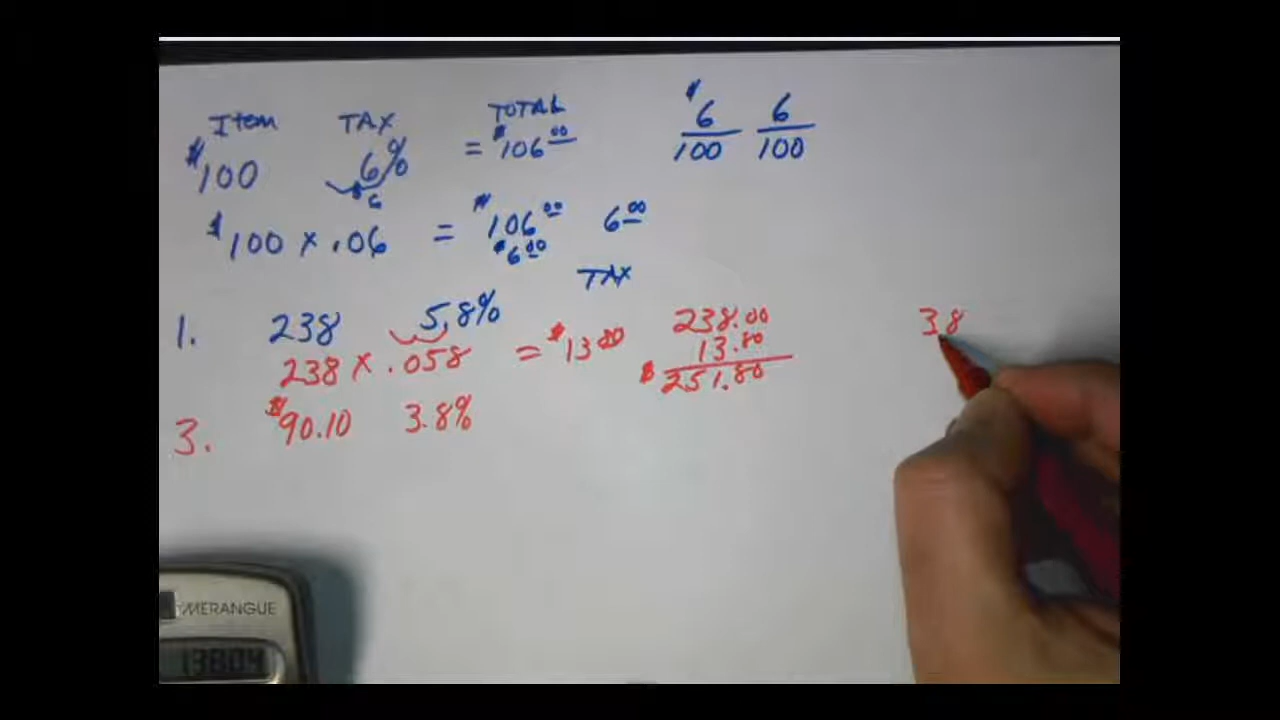 Item TAX TOTAL
$100 6% = $106.00 $6/100 6/100
$6
$100 x .06 = $106.00 6.00
$6.00
TAX
1. 238 5.8% 238.00 38
238 x .058 = $13.80 13.80
$251.80
3. $90.10 3.8%
MERANGUE
13804